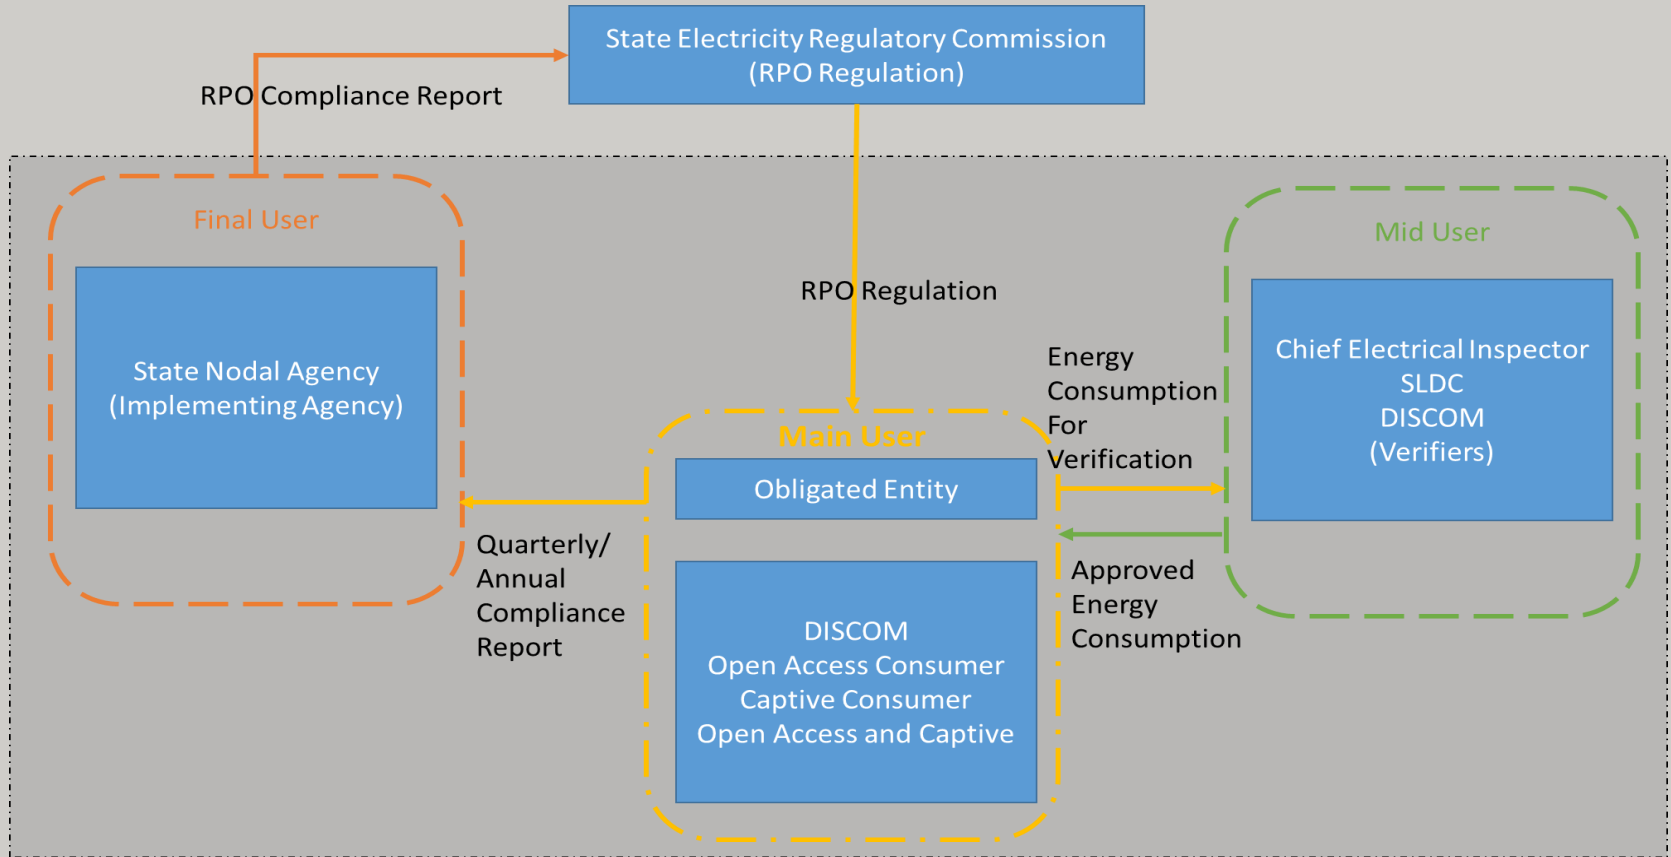 State Electricity Regulatory Commission
(RPO Regulation)
RPO Compliance Report
Final User
State Nodal Agency
(Implementing Agency)
RPO Regulation
Mid User
Chief Electrical Inspector
SLDC
DISCOM
(Verifiers)
Energy
Consumption
For
Verification
Main User
Obligated Entity
Quarterly/
Annual
Compliance
Report
Approved
Energy
Consumption
DISCOM
Open Access Consumer
Captive Consumer
Open Access and Captive